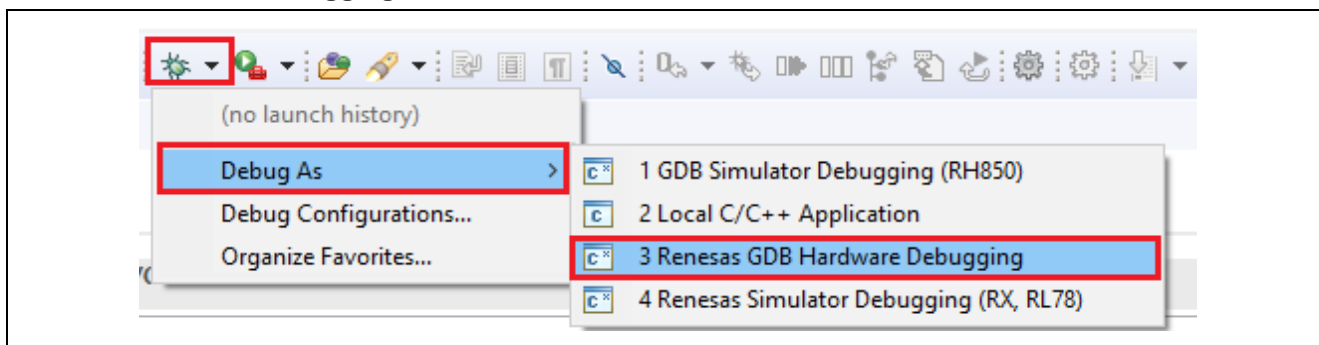 (no launch history)
Debug As
1 GDB Simulator Debugging (RH850)
Debug Configurations...
2 Local C/C++ Application
Organize Favorites...
3 Renesas GDB Hardware Debugging
4 Renesas Simulator Debugging (RX, RL78)